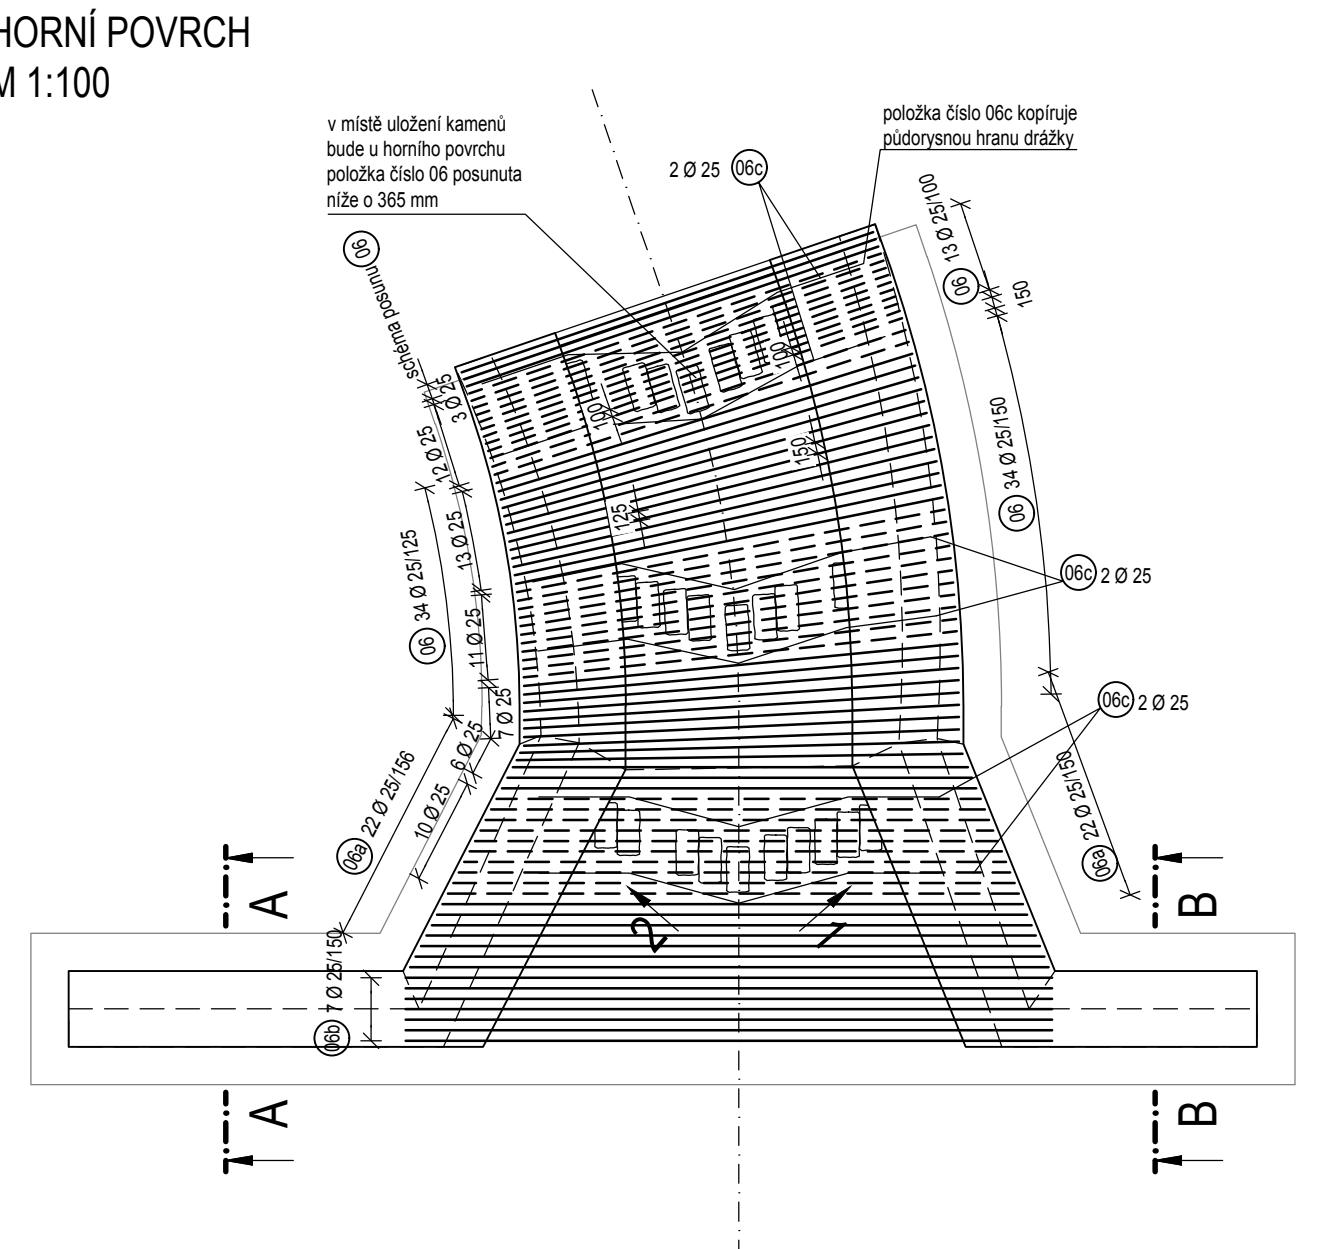 HORNÍ POVRCH
M 1:100
v místě uložení kamenů
bude u horního povrchu
položka číslo 06 posunuta
níže o 365 mm
2 Ø 25 06c
položka číslo 06c kopíruje
půdorysnou hranu drážky
06
schéma posunu
06 13 Ø 25/100
150
3 Ø 25
12 Ø 25
13 Ø 25
11 Ø 25
7 Ø 25
6 Ø 25
10 Ø 25
100
100
150
125
06 34 Ø 25/150
06 34 Ø 25/125
06c 2 Ø 25
06c 2 Ø 25
06a 22 Ø 25/156
06a 22 Ø 25/150
06b 7 Ø 25/150
A
B
2
1
A
B